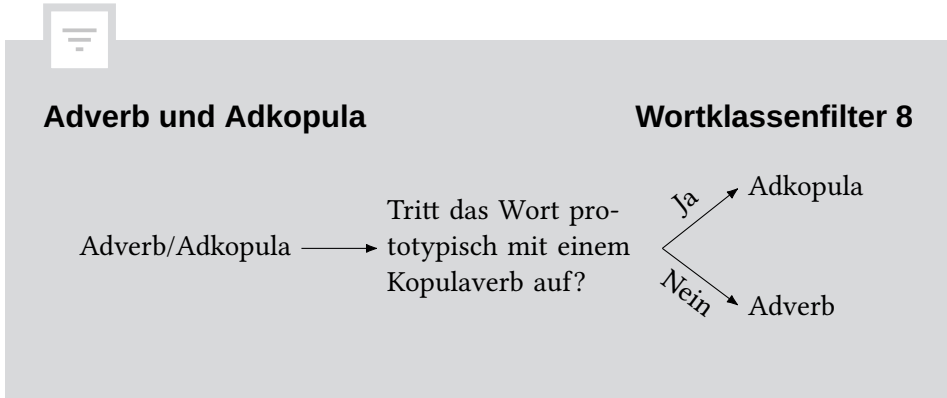 Adverb und Adkopula
Wortklassenfilter 8
Adverb/Adkopula
Tritt das Wort pro-
totypisch mit einem
Kopulaverb auf?
Ja
Adkopula
Nein
Adverb